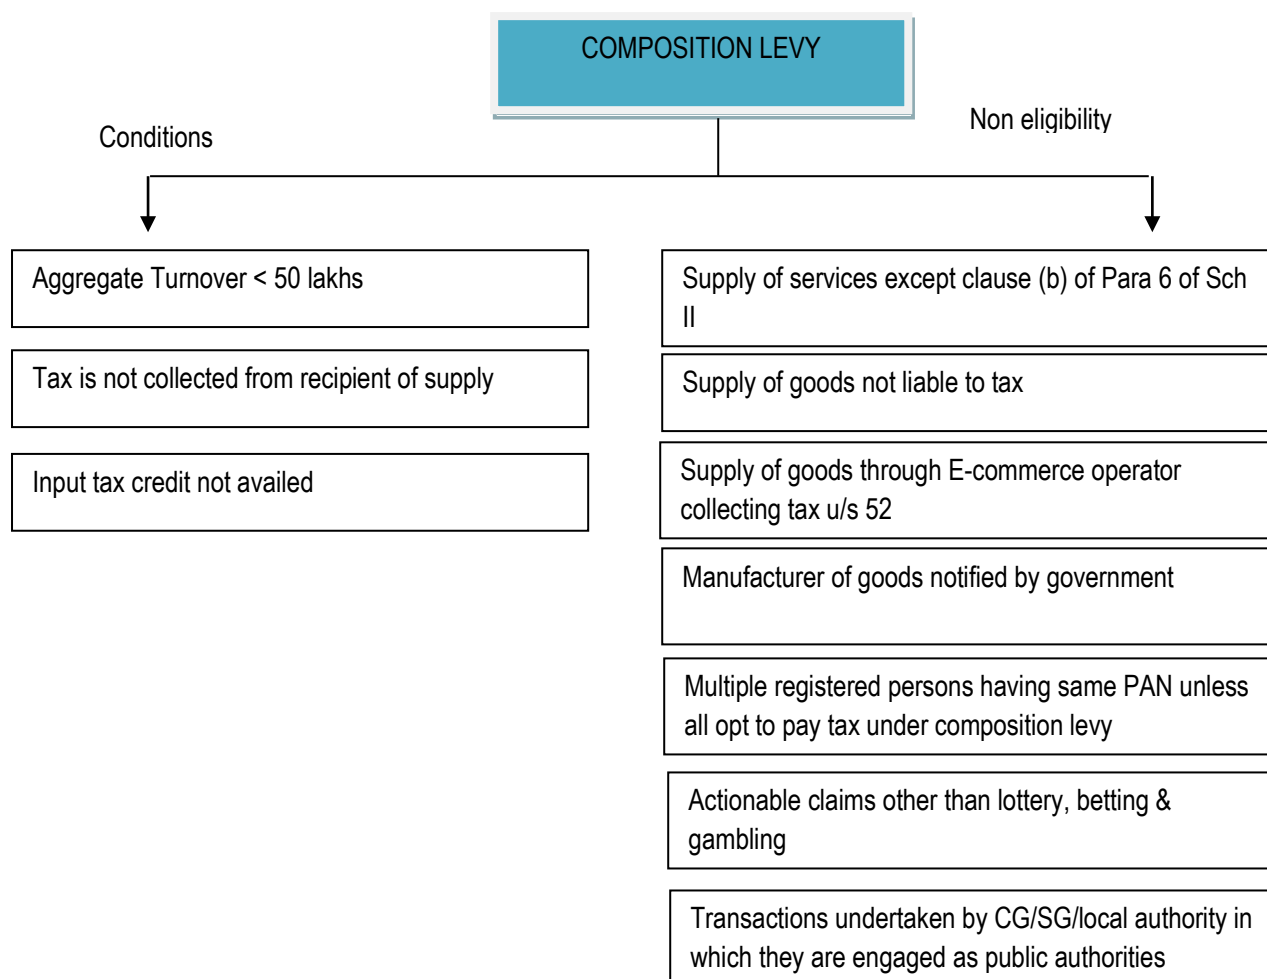 COMPOSITION LEVY
Conditions
Non eligibility
Aggregate Turnover < 50 lakhs
Tax is not collected from recipient of supply
Input tax credit not availed
Supply of services except clause (b) of Para 6 of Sch
II
Supply of goods not liable to tax
Supply of goods through E-commerce operator
collecting tax u/s 52
Manufacturer of goods notified by government
Multiple registered persons having same PAN unless
all opt to pay tax under composition levy
Actionable claims other than lottery, betting &
gambling
Transactions undertaken by CG/SG/local authority in
which they are engaged as public authorities